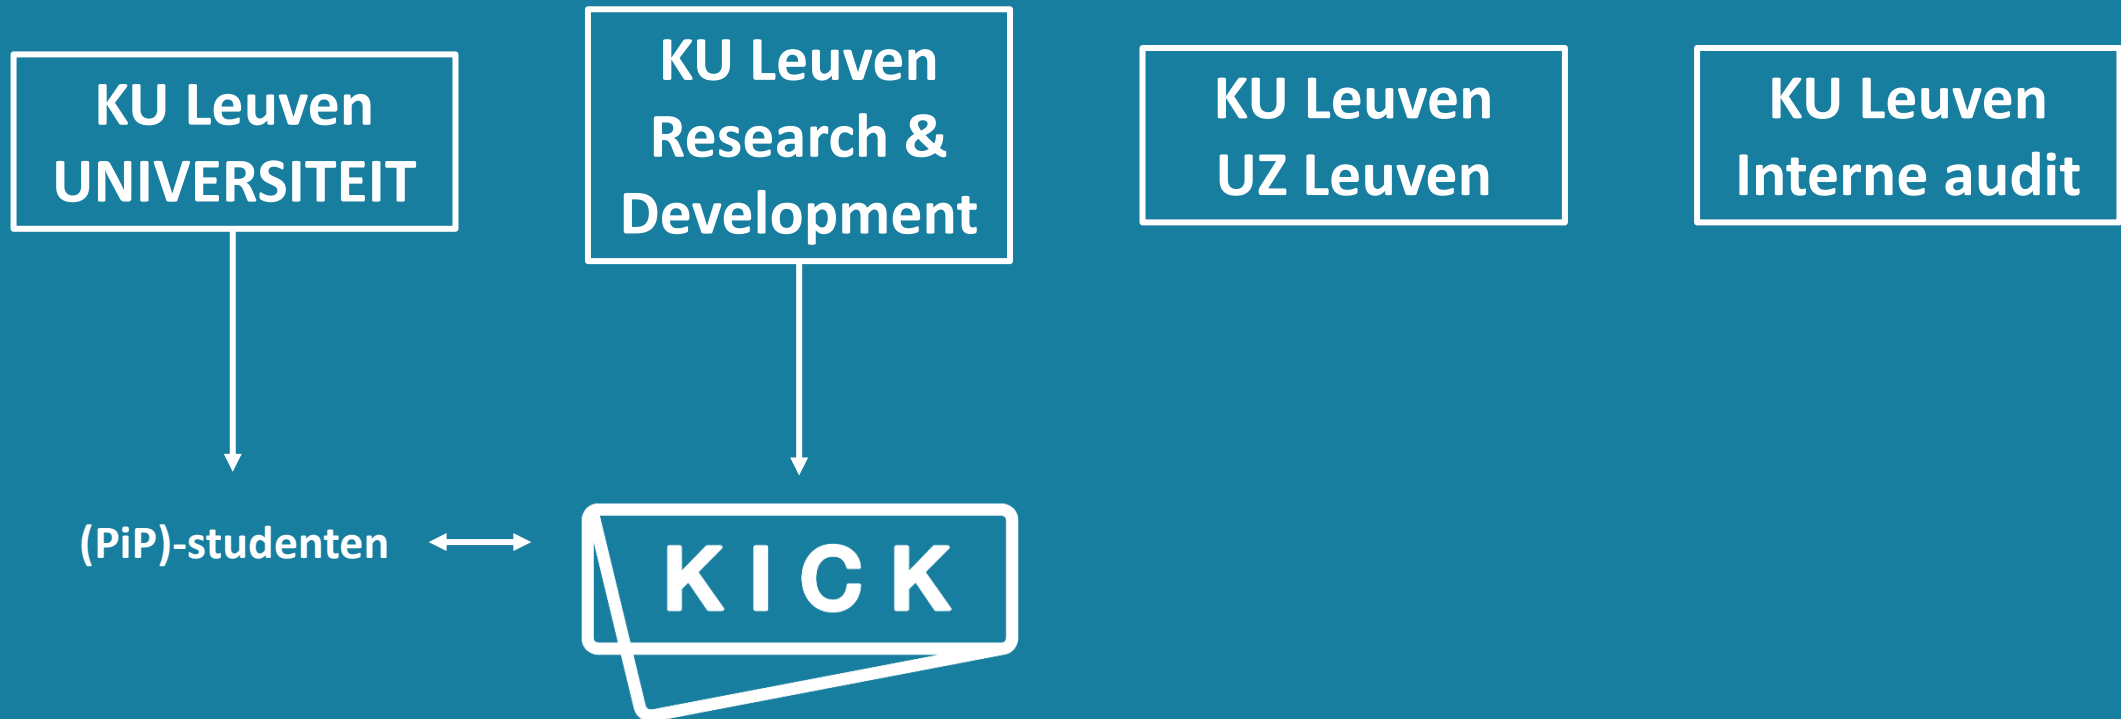 KU Leuven
UNIVERSITEIT
KU Leuven
Research &
Development
KU Leuven
UZ Leuven
KU Leuven
Interne audit
(PiP)-studenten
KICK